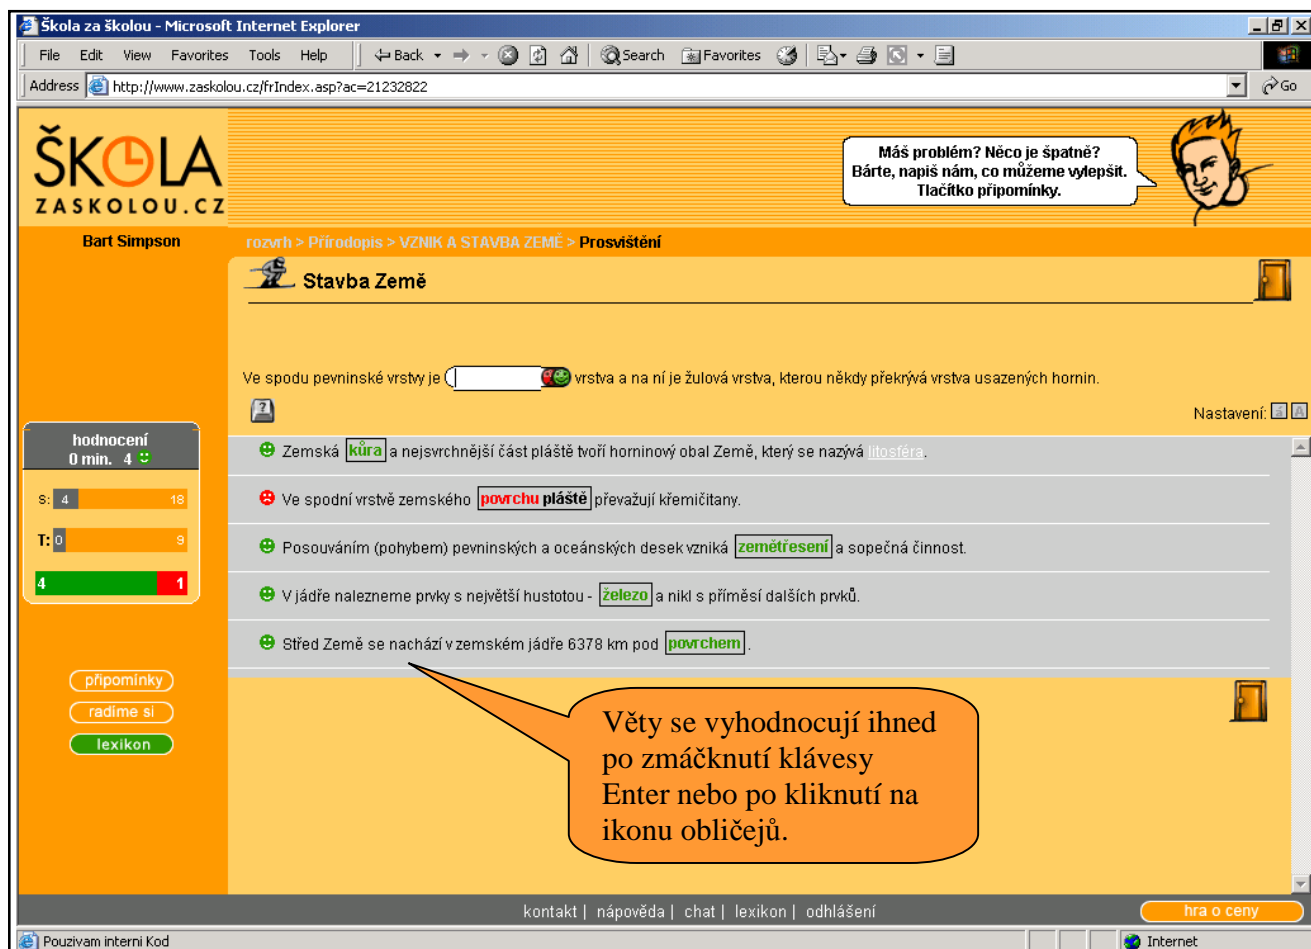 Škola za školou - Microsoft Internet Explorer
File Edit View Favorites Tools Help Back Search Favorites
Address http://www.zaskolou.cz/frIndex.asp?ac=21232822 Go
ŠKOLA
ZASKOLOU.CZ
Máš problém? Něco je špatně?
Bárte, napiš nám, co můžeme vylepšit.
Tlačítko připomínky.
Bart Simpson
rozvrh > Přírodopis > VZNIK A STAVBA ZEMĚ > Prosvištění
Stavba Země
Ve spodu pevninské vrstvy je vrstva a na ní je žulová vrstva, kterou někdy překrývá vrstva usazených hornin.
?
Nastavení: á A
hodnocení
0 min. 4
S: 4 18
T: 0 9
4 1
Zemská kůra a nejsvrchnější část pláště tvoří horninový obal Země, který se nazývá litosféra.
Ve spodní vrstvě zemského povrchu pláště převažují křemičitany.
Posouváním (pohybem) pevninských a oceánských desek vzniká zemětřesení a sopečná činnost.
V jádře nalezneme prvky s největší hustotou - železo a nikl s příměsí dalších prvků.
Střed Země se nachází v zemském jádře 6378 km pod povrchem.
připomínky
radíme si
lexikon
Věty se vyhodnocují ihned
po zmáčknutí klávesy
Enter nebo po kliknutí na
ikonu obličejů.
kontakt | nápověda | chat | lexikon | odhlášení
hra o ceny
Pouzivam interni Kod
Internet